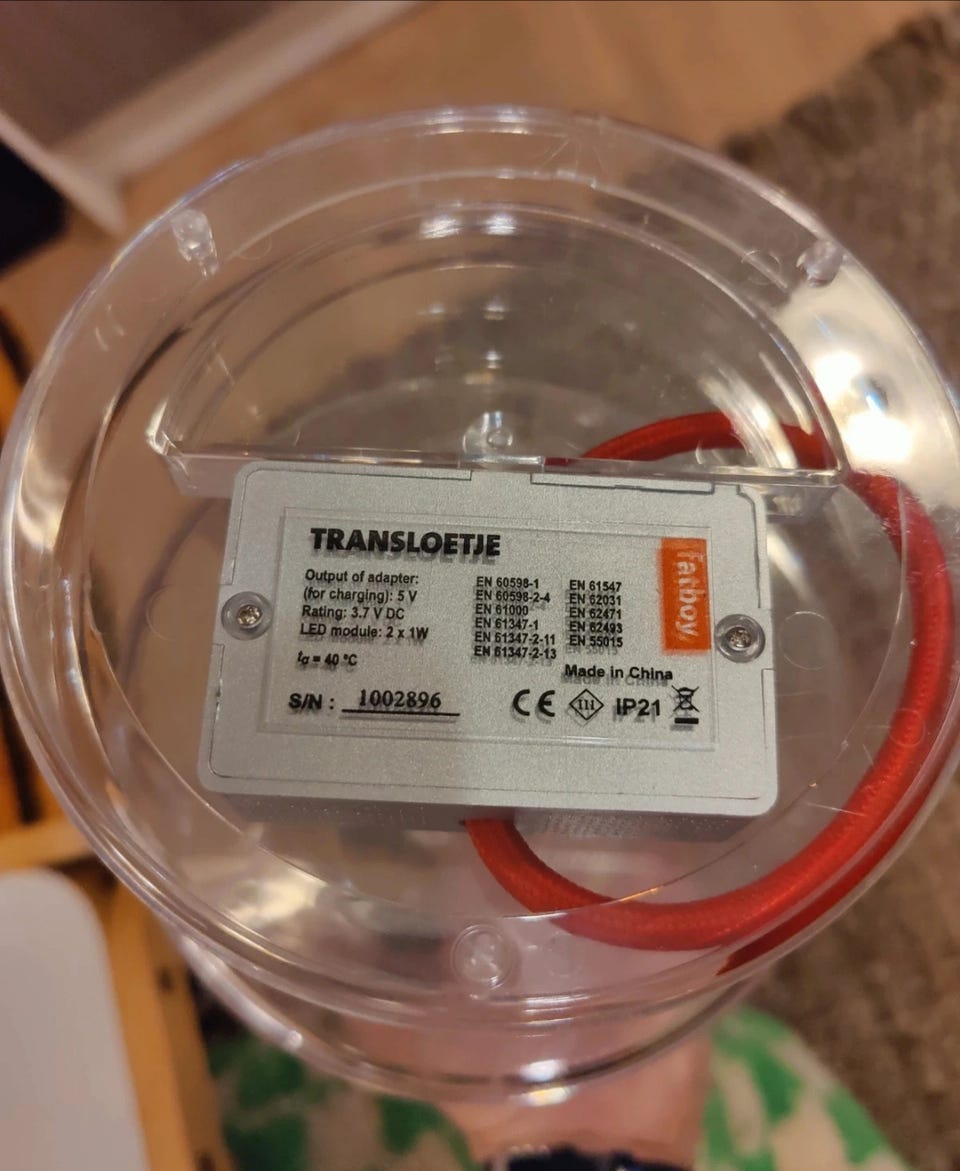 TRANSLOETJE
Output of adapter:
(for charging): 5 V
Rating: 3.7 V DC
LED module: 2 x 1W
ta = 40 °C
S/N : 1002896
EN 60598-1
EN 60598-2-4
EN 61000
EN 61347-1
EN 61347-2-11
EN 61347-2-13
EN 61547
EN 62031
EN 62471
EN 62493
EN 55015
fatboy
Made in China
CE III IP21